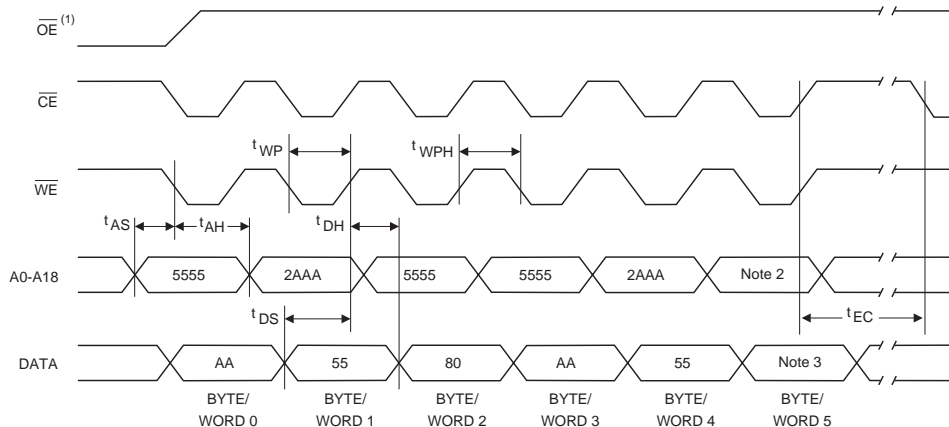 OE (1)
CE
t WP
t WPH
WE
t AS
t AH
t DH
A0-A18
5555
2AAA
5555
5555
2AAA
Note 2
t DS
t EC
DATA
AA
55
80
AA
55
Note 3
BYTE/
WORD 0
BYTE/
WORD 1
BYTE/
WORD 2
BYTE/
WORD 3
BYTE/
WORD 4
BYTE/
WORD 5